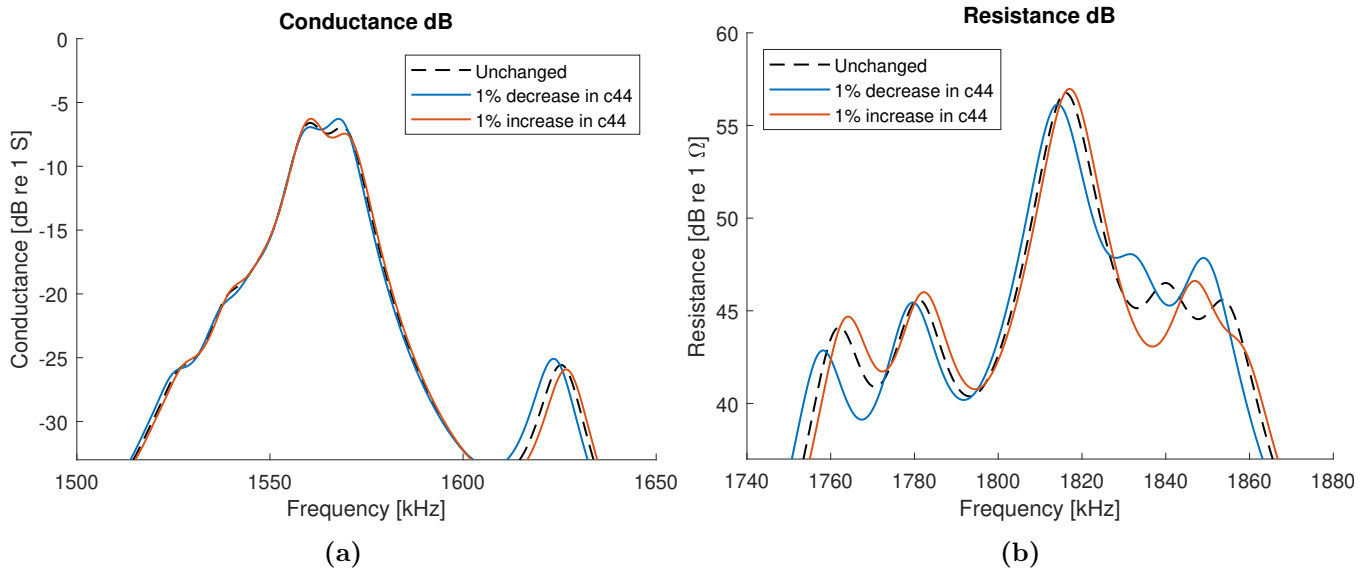 Conductance dB
0
-5
-10
-15
-20
-25
-30
Conductance [dB re 1 S]
Unchanged
1% decrease in c44
1% increase in c44
1500
1550
1600
1650
Frequency [kHz]
(a)
Resistance dB
60
55
50
45
40
Resistance [dB re 1 Ω]
Unchanged
1% decrease in c44
1% increase in c44
1740
1760
1780
1800
1820
1840
1860
1880
Frequency [kHz]
(b)